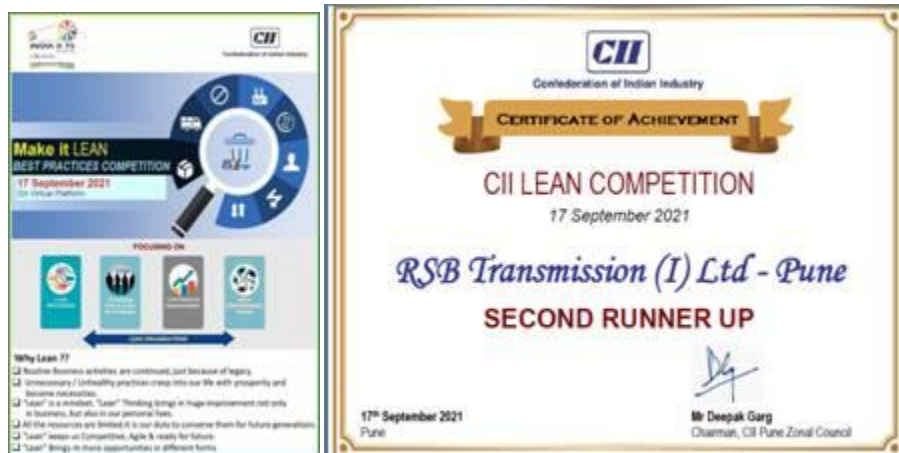 INDIA @ 75
CII
Confederation of Indian Industry
Make it LEAN
BEST PRACTICES COMPETITION
17 September 2021
On Virtual Platform
FOCUSING ON
LEAN ORGANISATIONS
Why Lean ??
Routine Business activities are continued, just because of legacy.
Unnecessary / Unhealthy practices creep into our life with prosperity and
become necessities.
"Lean" is a mindset, "Lean" Thinking brings in huge improvement not only
in business, but also in our personal lives.
All the resources are limited it is our duty to conserve them for future generations.
"Lean" keeps us Competitive, Agile & ready for future.
"Lean" Brings in more opportunities in different forms
CII
Confederation of Indian Industry
CERTIFICATE OF ACHIEVEMENT
CII LEAN COMPETITION
17 September 2021
RSB Transmission (I) Ltd - Pune
SECOND RUNNER UP
17th September 2021
Pune
Mr Deepak Garg
Chairman, CII Pune Zonal Council